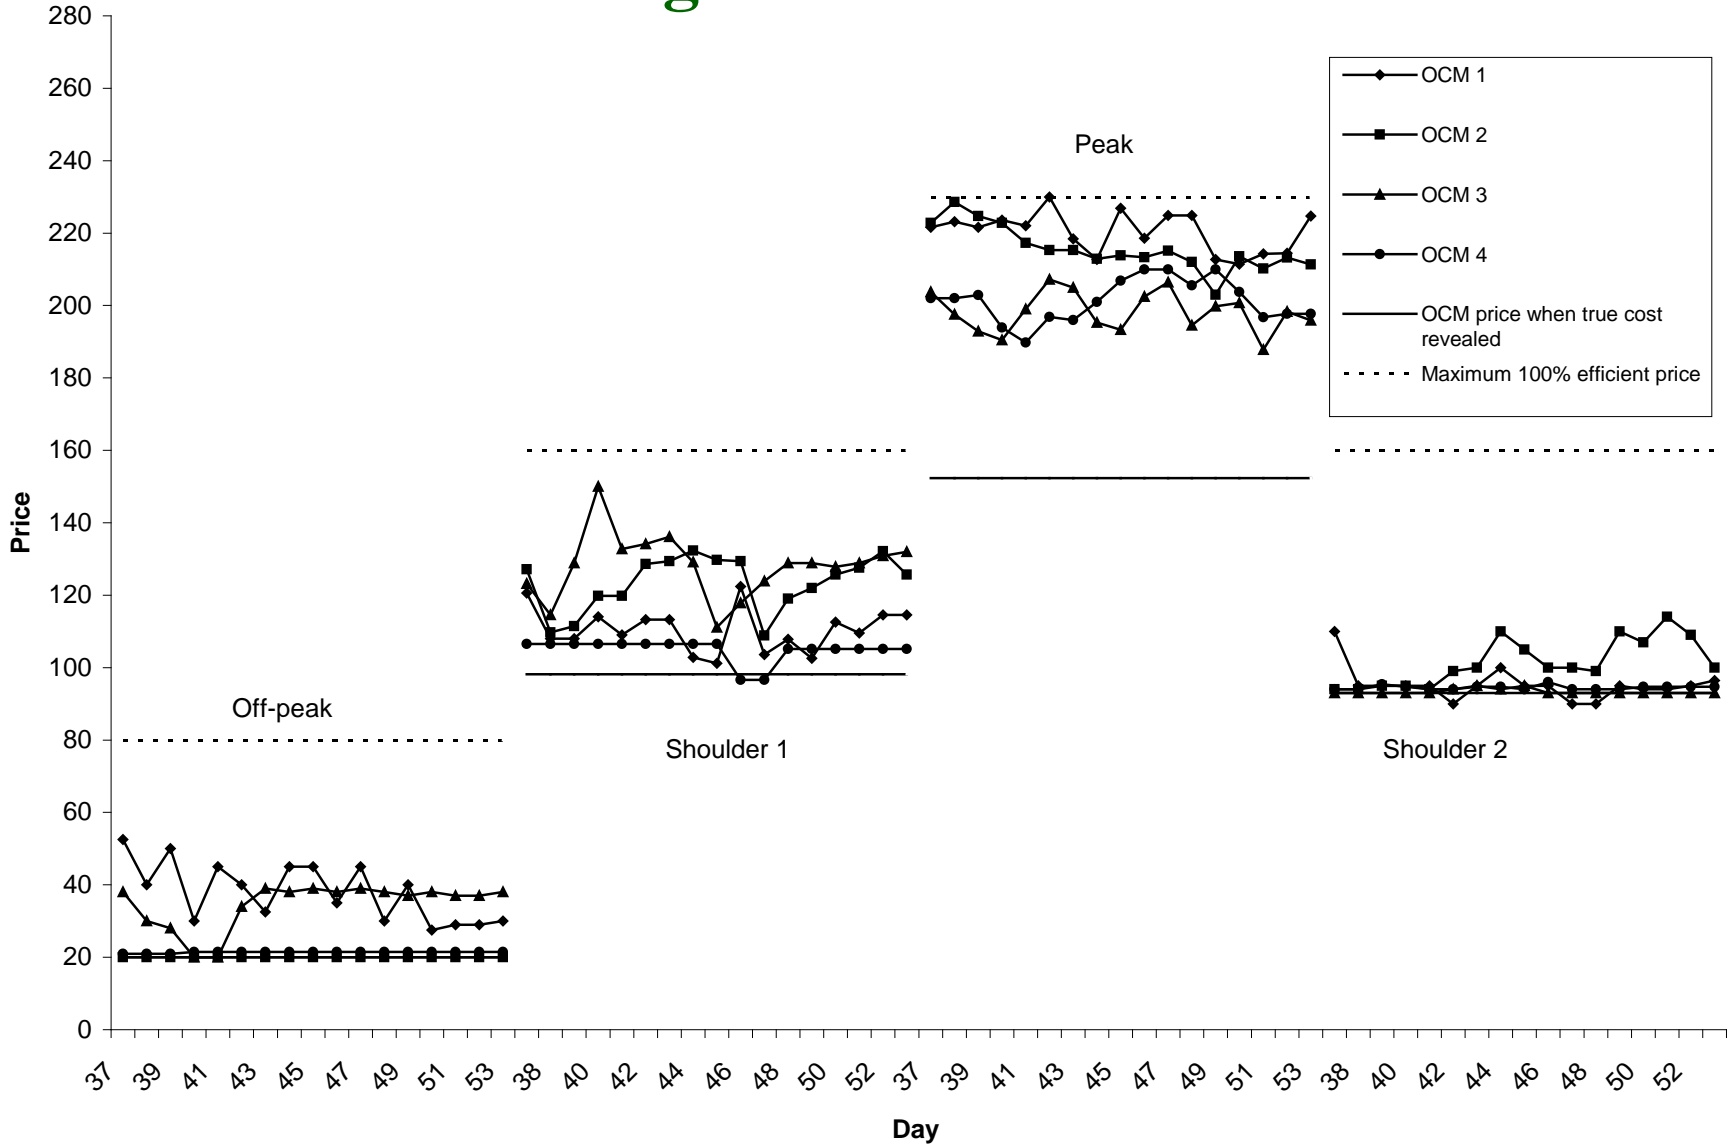 280
260
240
220
200
180
160
140
120
100
80
60
40
20
0
Price
Off-peak
Shoulder 1
Peak
Shoulder 2
OCM 1
OCM 2
OCM 3
OCM 4
OCM price when true cost
revealed
Maximum 100% efficient price
37 39 41 43 45 47 49 51 53 38 40 42 44 46 48 50 52 37 39 41 43 45 47 49 51 53 38 40 42 44 46 48 50 52
Day